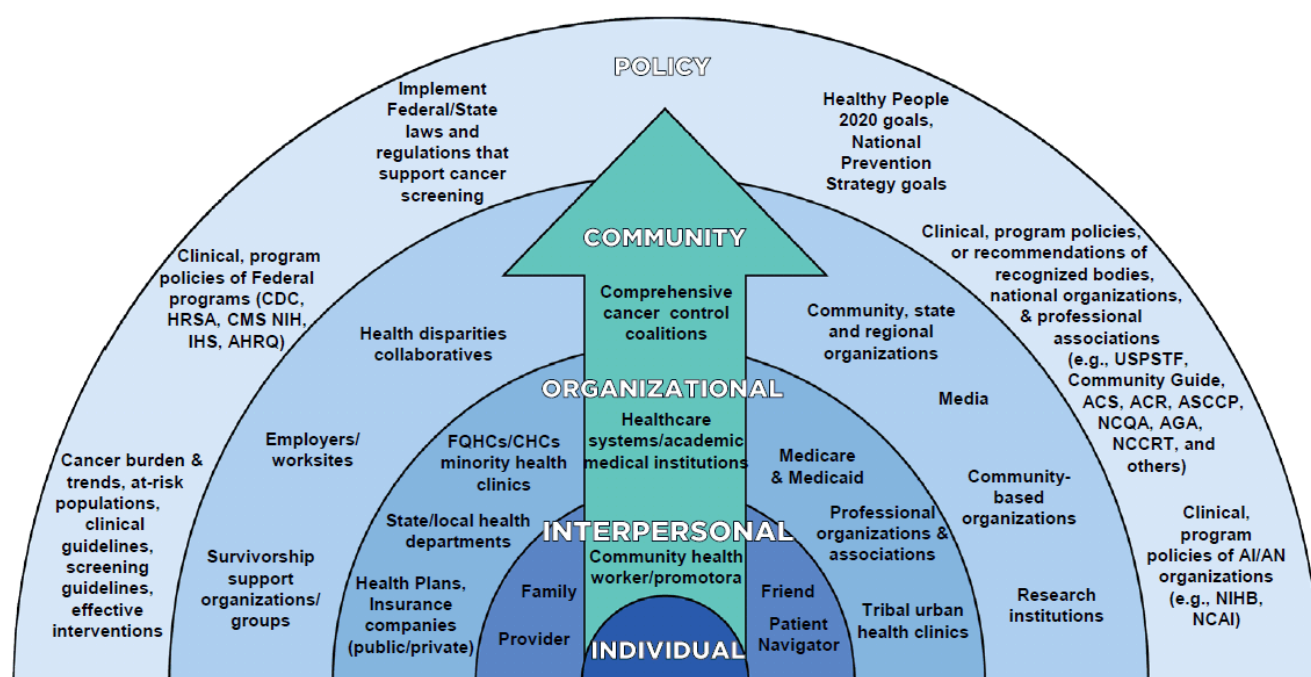 POLICY
Implement
Federal/State
laws and
regulations that
support cancer
screening
Healthy People
2020 goals,
National
Prevention
Strategy goals
Clinical, program
policies of Federal
programs (CDC,
HRSA, CMS NIH,
IHS, AHRQ)
Clinical, program policies,
or recommendations of
recognized bodies,
national organizations,
& professional
associations
(e.g., USPSTF,
Community Guide,
ACS, ACR, ASCCP,
NCQA, AGA,
NCCRT, and
others)
Cancer burden &
trends, at-risk
populations,
clinical
guidelines,
screening
guidelines,
effective
interventions
Clinical,
program
policies of AI/AN
organizations
(e.g., NIHB,
NCAI)
COMMUNITY
Comprehensive
cancer control
coalitions
Health disparities
collaboratives
Community, state
and regional
organizations
Employers/
worksites
Media
Survivorship
support
organizations/
groups
Community-
based
organizations
Research
institutions
ORGANIZATIONAL
Healthcare
systems/academic
medical institutions
FQHCs/CHCs
minority health
clinics
Medicare
& Medicaid
State/local health
departments
Professional
organizations &
associations
Health Plans,
Insurance
companies
(public/private)
Tribal urban
health clinics
INTERPERSONAL
Community health
worker/promotora
Family
Friend
Provider
Patient
Navigator
INDIVIDUAL